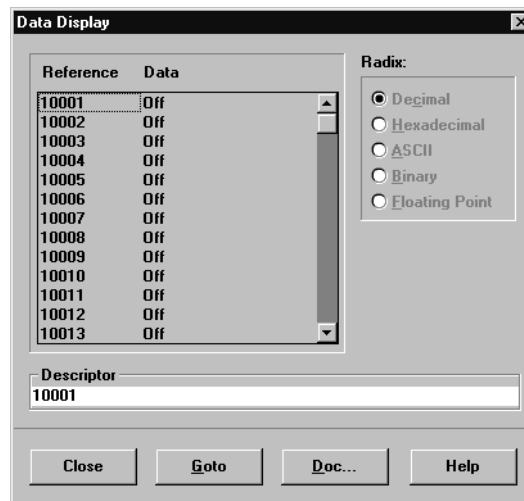 Data Display
Reference Data
10001 Off
10002 Off
10003 Off
10004 Off
10005 Off
10006 Off
10007 Off
10008 Off
10009 Off
10010 Off
10011 Off
10012 Off
10013 Off
Radix:
Decimal
Hexadecimal
ASCII
Binary
Floating Point
Descriptor
10001
Close Goto Doc... Help